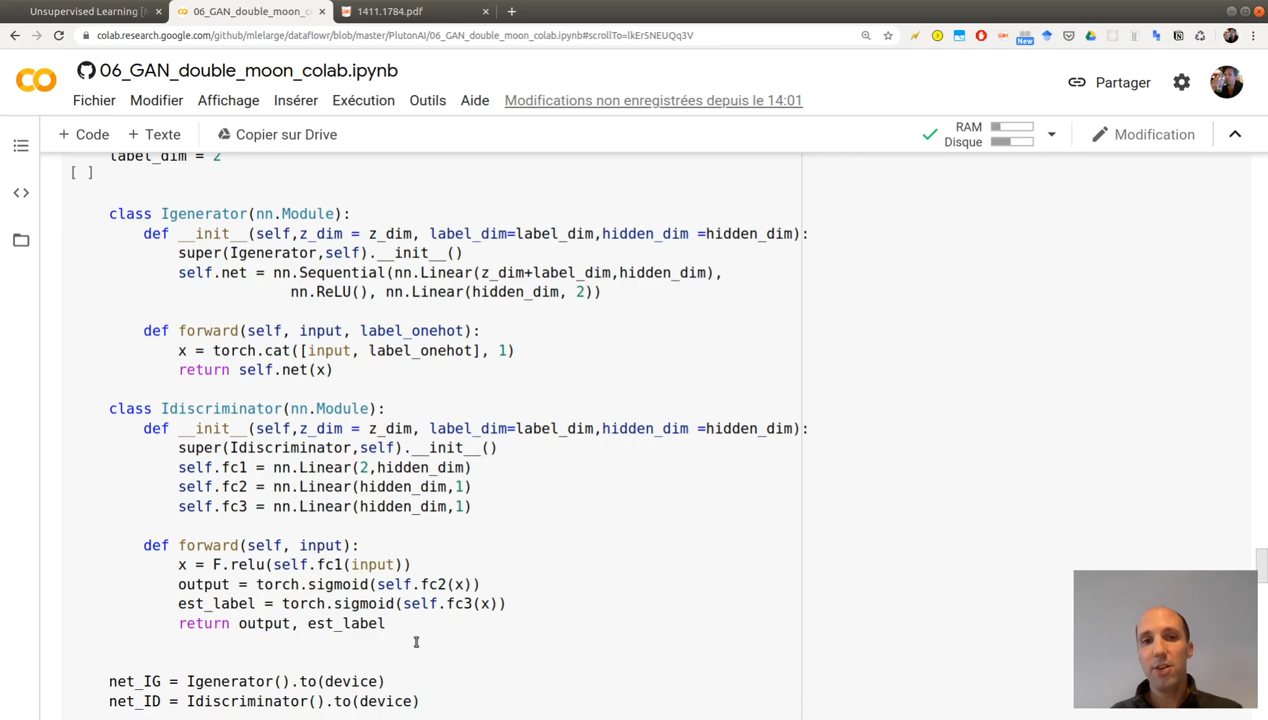 Unsupervised Learning [
06_GAN_double_moon_co
1411.1784.pdf
colab.research.google.com/github/mlelarge/dataflowr/blob/master/PlutonAI/06_GAN_double_moon_colab.ipynb#scrollTo=lkEr5NEUQq3V
New
06_GAN_double_moon_colab.ipynb
Partager
Fichier Modifier Affichage Insérer Exécution Outils Aide Modifications non enregistrées depuis le 14:01
+ Code + Texte Copier sur Drive
RAM
Disque
Modification
label_dim = 2
[ ]
class Igenerator(nn.Module):
def __init__(self,z_dim = z_dim, label_dim=label_dim,hidden_dim =hidden_dim):
super(Igenerator,self).__init__()
self.net = nn.Sequential(nn.Linear(z_dim+label_dim,hidden_dim),
nn.ReLU(), nn.Linear(hidden_dim, 2))
def forward(self, input, label_onehot):
x = torch.cat([input, label_onehot], 1)
return self.net(x)
class Idiscriminator(nn.Module):
def __init__(self,z_dim = z_dim, label_dim=label_dim,hidden_dim =hidden_dim):
super(Idiscriminator,self).__init__()
self.fc1 = nn.Linear(2,hidden_dim)
self.fc2 = nn.Linear(hidden_dim,1)
self.fc3 = nn.Linear(hidden_dim,1)
def forward(self, input):
x = F.relu(self.fc1(input))
output = torch.sigmoid(self.fc2(x))
est_label = torch.sigmoid(self.fc3(x))
return output, est_label
net_IG = Igenerator().to(device)
net_ID = Idiscriminator().to(device)